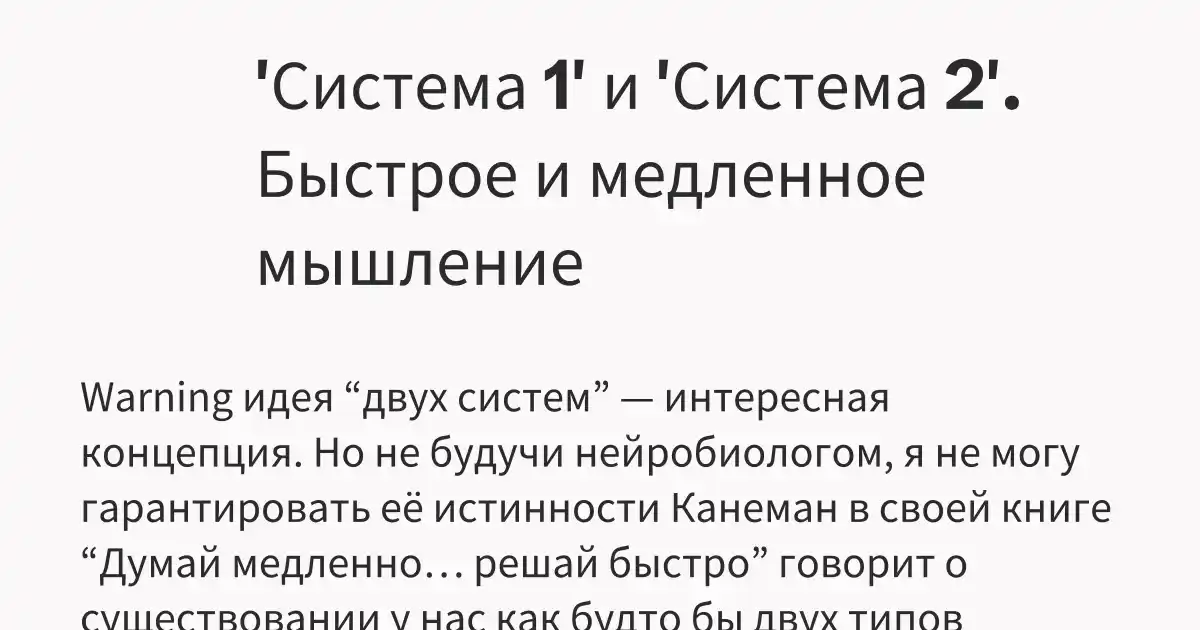 'Система 1' и 'Система 2'.
Быстрое и медленное
мышление
Warning идея “двух систем” — интересная
концепция. Но не будучи нейробиологом, я не могу
гарантировать её истинности Канеман в своей книге
“Думай медленно… решай быстро” говорит о
существовании у нас как будто бы двух типов